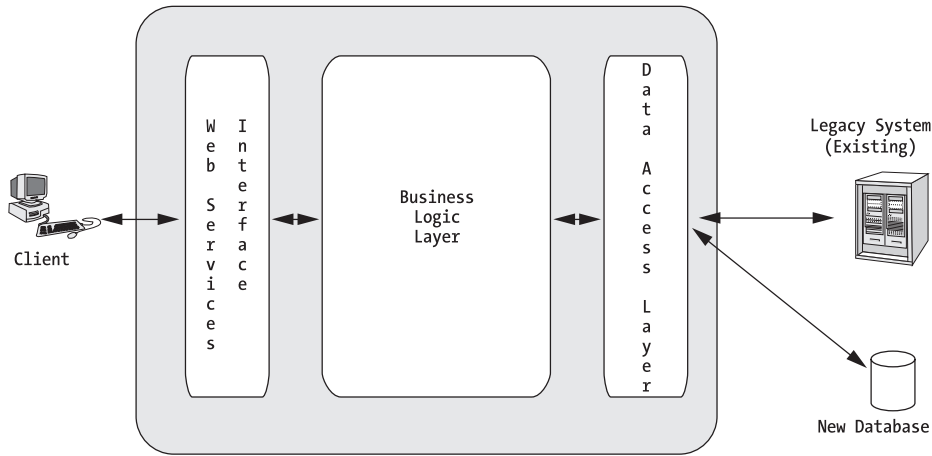 Client
Web Services
Interface
Business
Logic
Layer
Data Access Layer
Legacy System
(Existing)
New Database